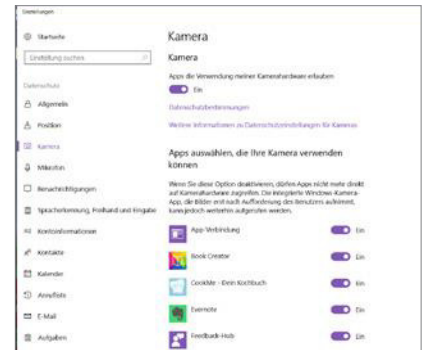 Einstellungen
Startseite
Einstellung suchen
Datenschutz
Allgemein
Position
Kamera
Mikrofon
Benachrichtigungen
Spracherkennung, Freihand und Eingabe
Kontoinformationen
Kontakte
Kalender
Anrufliste
E-Mail
Aufgaben
Kamera
Kamera
Apps die Verwendung meiner Kamerahardware erlauben
Ein
Datenschutzbestimmungen
Weitere Informationen zu Datenschutzeinstellungen für Kameras
Apps auswählen, die Ihre Kamera verwenden
können
Wenn Sie diese Option deaktivieren, dürfen Apps nicht mehr direkt
auf Kamerahardware zugreifen. Die integrierte Windows-Kamera-
App, die Bilder erst nach Aufforderung des Benutzers aufnimmt,
kann jedoch weiterhin aufgerufen werden.
App-Verbindung Ein
Book Creator Ein
CookMe - Dein Kochbuch Ein
Evernote Ein
Feedback-Hub Ein